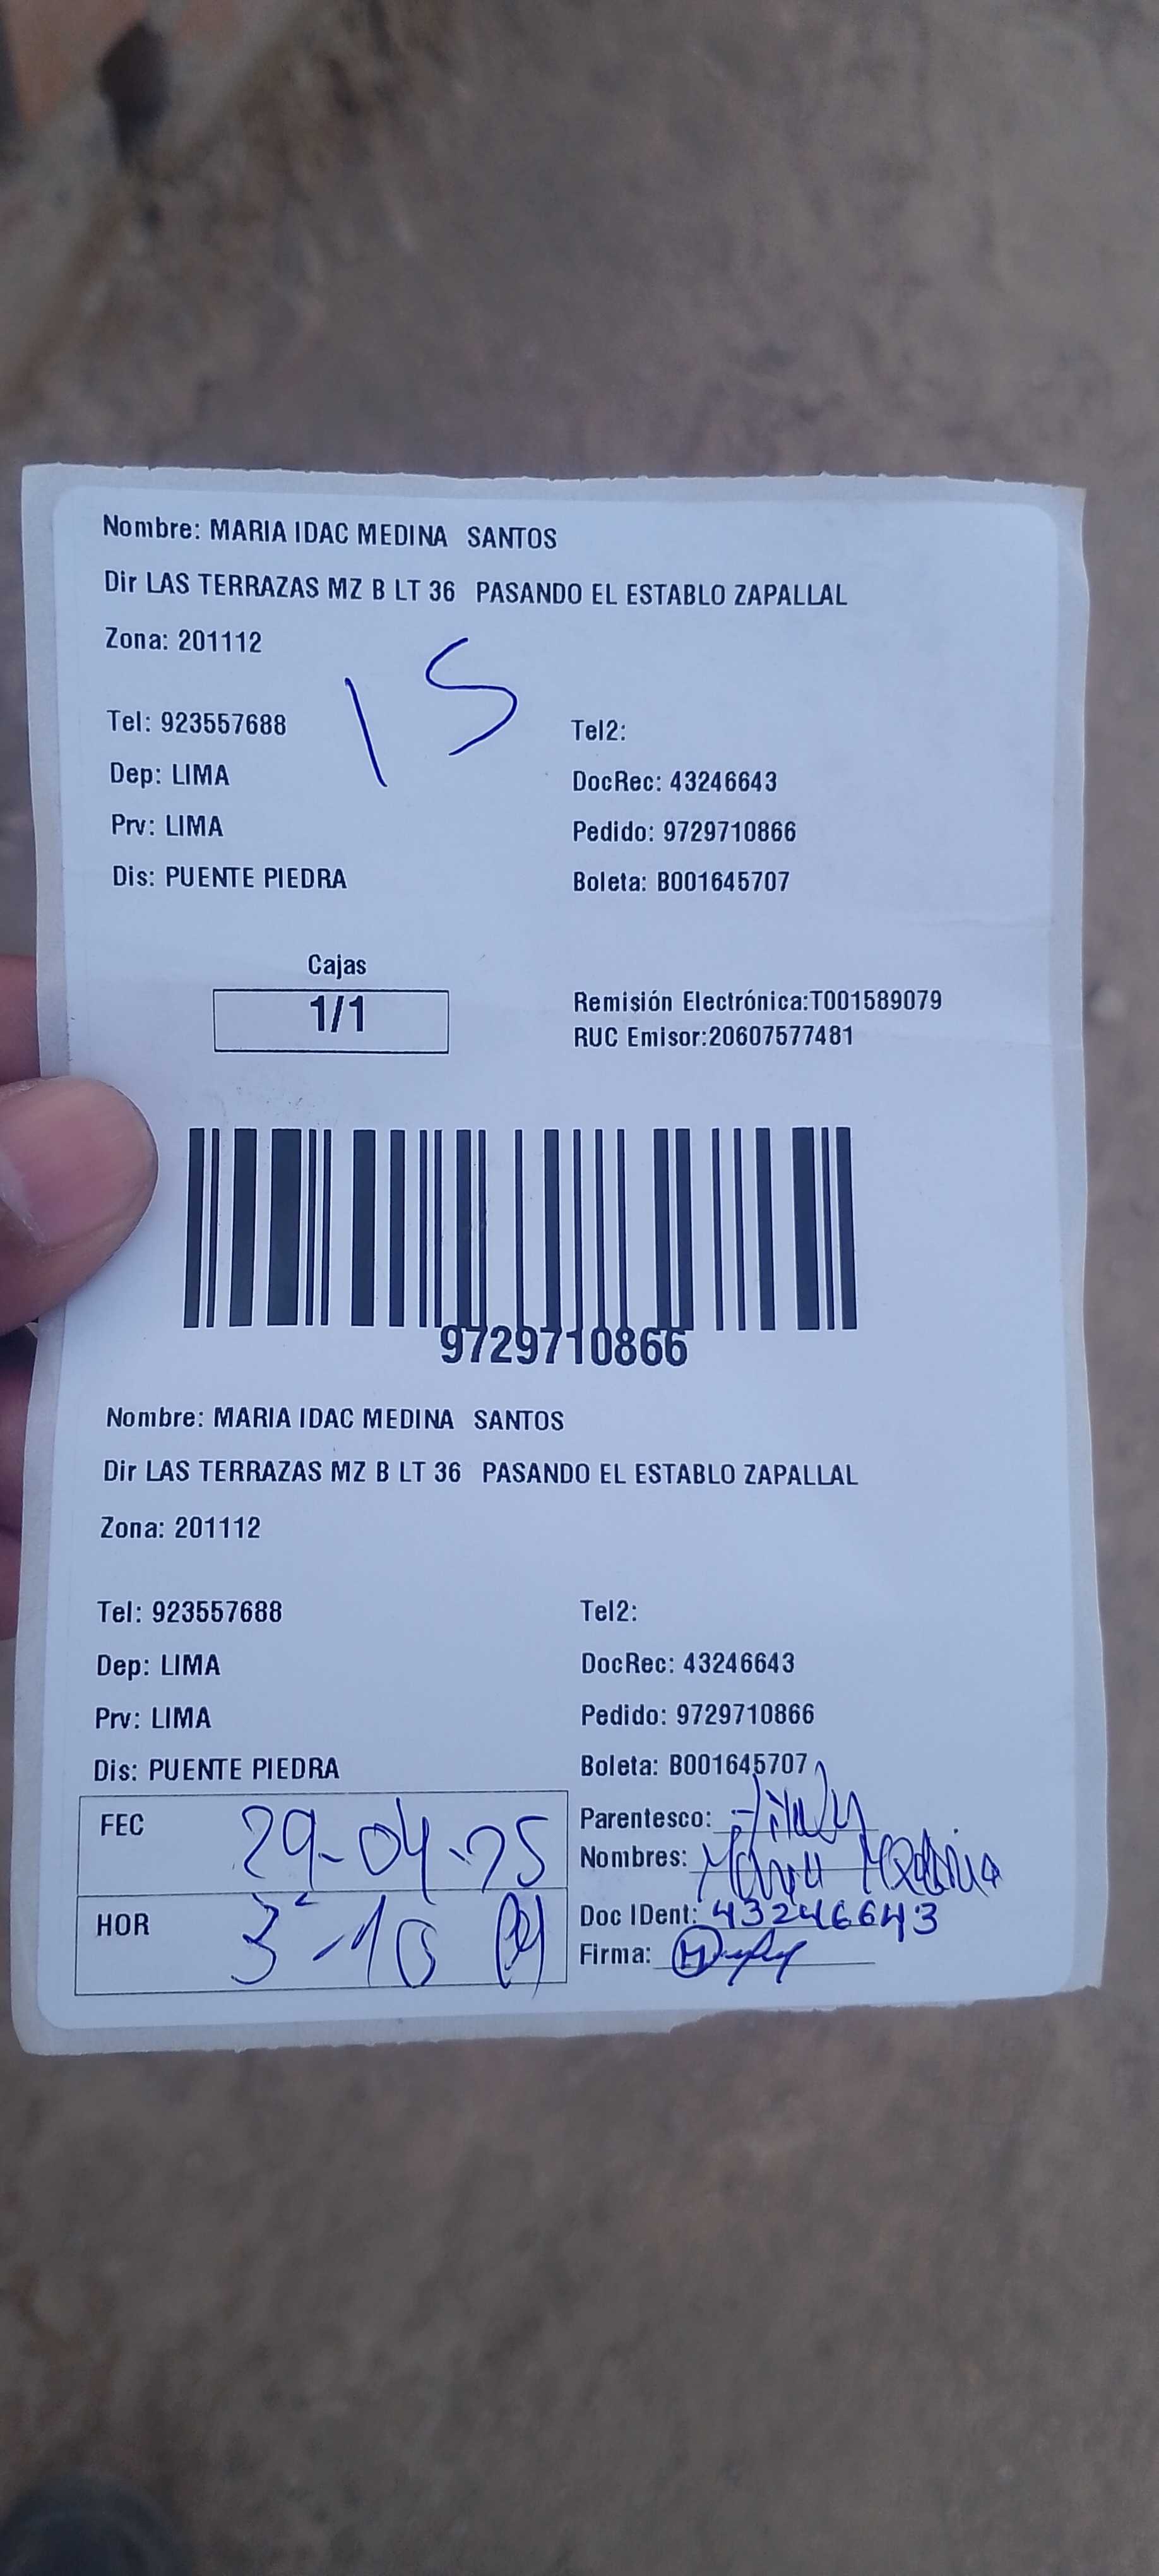 Nombre: MARIA IDAC MEDINA SANTOS
Dir LAS TERRAZAS MZ B LT 36 PASANDO EL ESTABLO ZAPALLAL
Zona: 201112
15
Tel: 923557688 Tel2:
Dep: LIMA DocRec: 43246643
Prv: LIMA Pedido: 9729710866
Dis: PUENTE PIEDRA Boleta: B001645707
Cajas
1/1
Remisión Electrónica:T001589079
RUC Emisor:20607577481
9729710866
Nombre: MARIA IDAC MEDINA SANTOS
Dir LAS TERRAZAS MZ B LT 36 PASANDO EL ESTABLO ZAPALLAL
Zona: 201112
Tel: 923557688 Tel2:
Dep: LIMA DocRec: 43246643
Prv: LIMA Pedido: 9729710866
Dis: PUENTE PIEDRA Boleta: B001645707
FEC 29-04-25
HOR 3-10
Parentesco:
Nombres: Maria Medina
Doc IDent: 43246643
Firma: